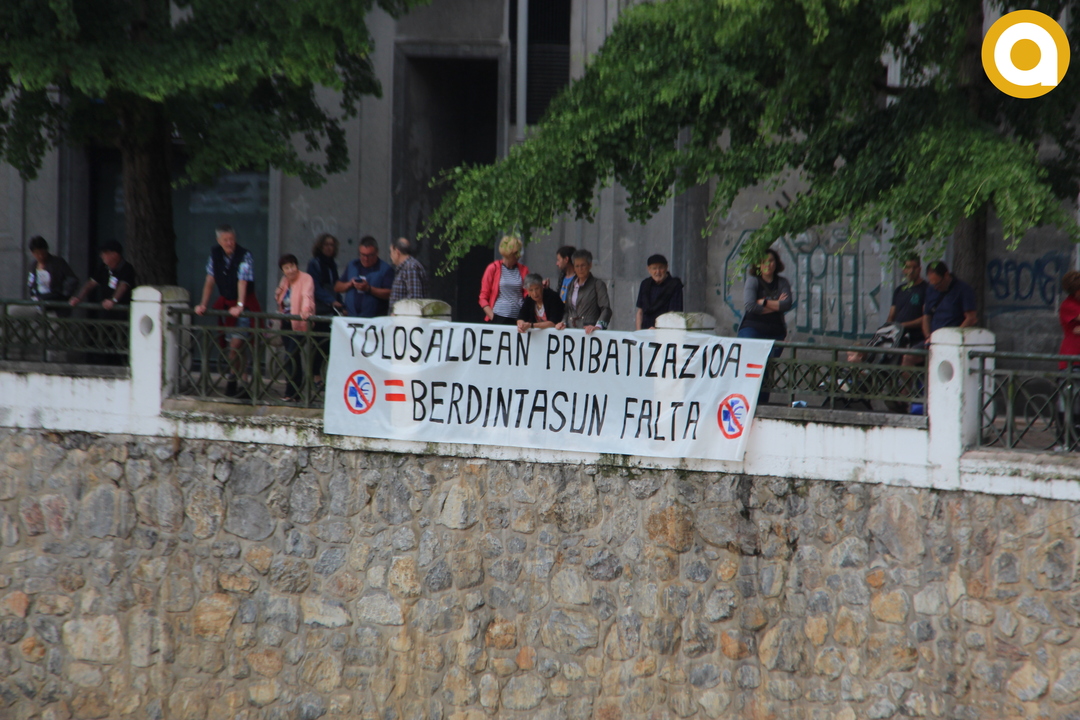 TOLOSALDEAN PRIBATIZAZIOA =
= BERDINTASUN FALTA
a